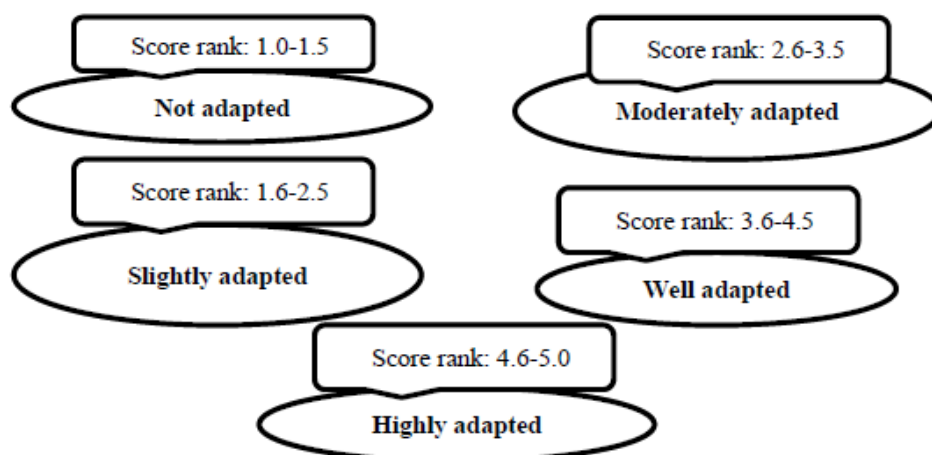 Score rank: 1.0-1.5
Not adapted
Score rank: 2.6-3.5
Moderately adapted
Score rank: 1.6-2.5
Slightly adapted
Score rank: 3.6-4.5
Well adapted
Score rank: 4.6-5.0
Highly adapted